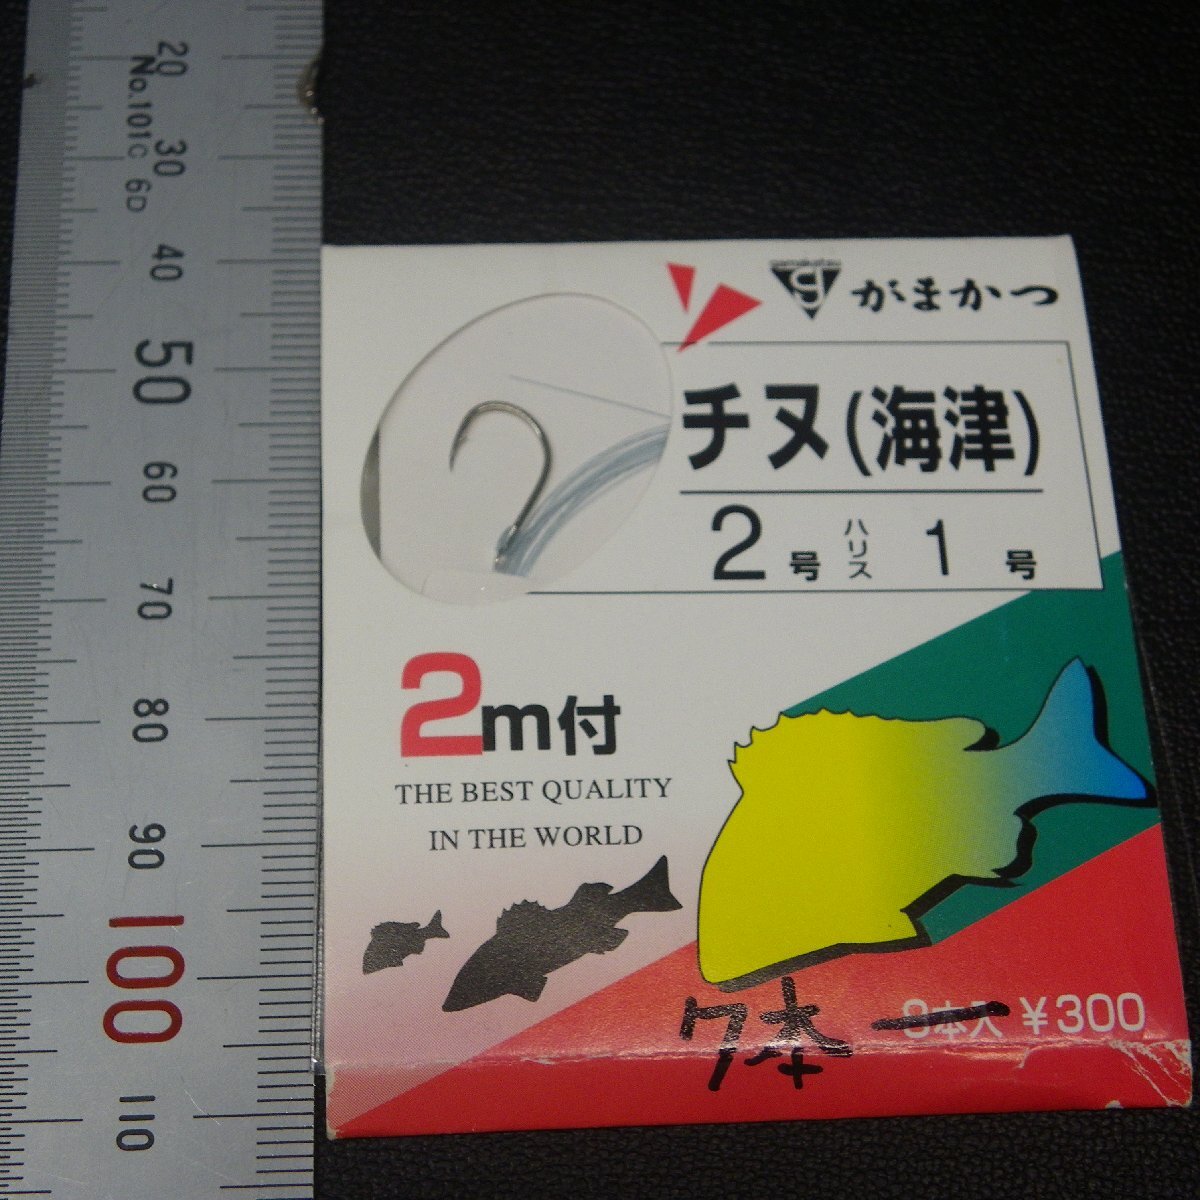 20
No.101C 6D
30
40
50
60
70
80
90
100
110
gamakatsu
g がまかつ
チヌ(海津)
2号 ハリス 1号
2m付
THE BEST QUALITY
IN THE WORLD
7本 本入 ¥300